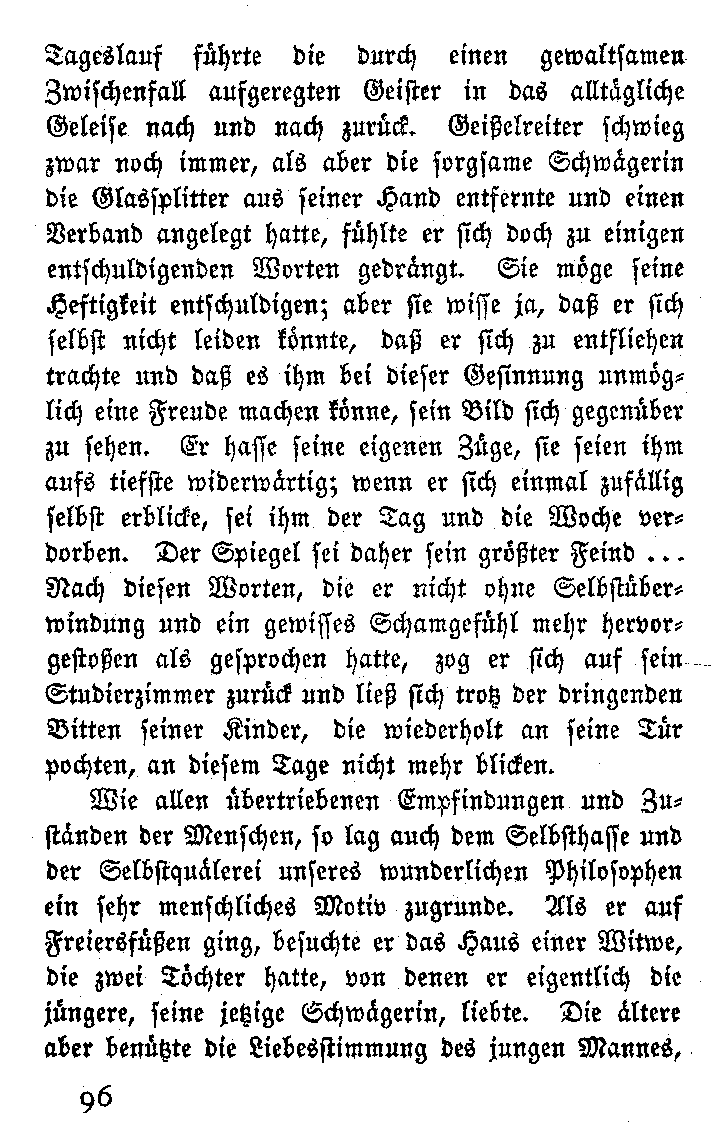 Tageslauf führte die durch einen gewaltsamen
Zwischenfall aufgeregten Geister in das alltägliche
Geleise nach und nach zurück. Geißelreiter schwieg
zwar noch immer, als aber die sorgsame Schwägerin
die Glassplitter aus seiner Hand entfernte und einen
Verband angelegt hatte, fühlte er sich doch zu einigen
entschuldigenden Worten gedrängt. Sie möge seine
Heftigkeit entschuldigen; aber sie wisse ja, daß er sich
selbst nicht leiden könnte, daß er sich zu entfliehen
trachte und daß es ihm bei dieser Gesinnung unmög-
lich eine Freude machen könne, sein Bild sich gegenüber
zu sehen. Er hasse seine eigenen Züge, sie seien ihm
aufs tiefste widerwärtig; wenn er sich einmal zufällig
selbst erblicke, sei ihm der Tag und die Woche ver-
dorben. Der Spiegel sei daher sein größter Feind ...
Nach diesen Worten, die er nicht ohne Selbstüber-
windung und ein gewisses Schamgefühl mehr hervor-
gestoßen als gesprochen hatte, zog er sich auf sein
Studierzimmer zurück und ließ sich trotz der dringenden
Bitten seiner Kinder, die wiederholt an seine Tür
pochten, an diesem Tage nicht mehr blicken.
Wie allen übertriebenen Empfindungen und Zu-
ständen der Menschen, so lag auch dem Selbsthasse und
der Selbstquälerei unseres wunderlichen Philosophen
ein sehr menschliches Motiv zugrunde. Als er auf
Freiersfüßen ging, besuchte er das Haus einer Witwe,
die zwei Töchter hatte, von denen er eigentlich die
jüngere, seine jetzige Schwägerin, liebte. Die ältere
aber benützte die Liebesstimmung des jungen Mannes,
96